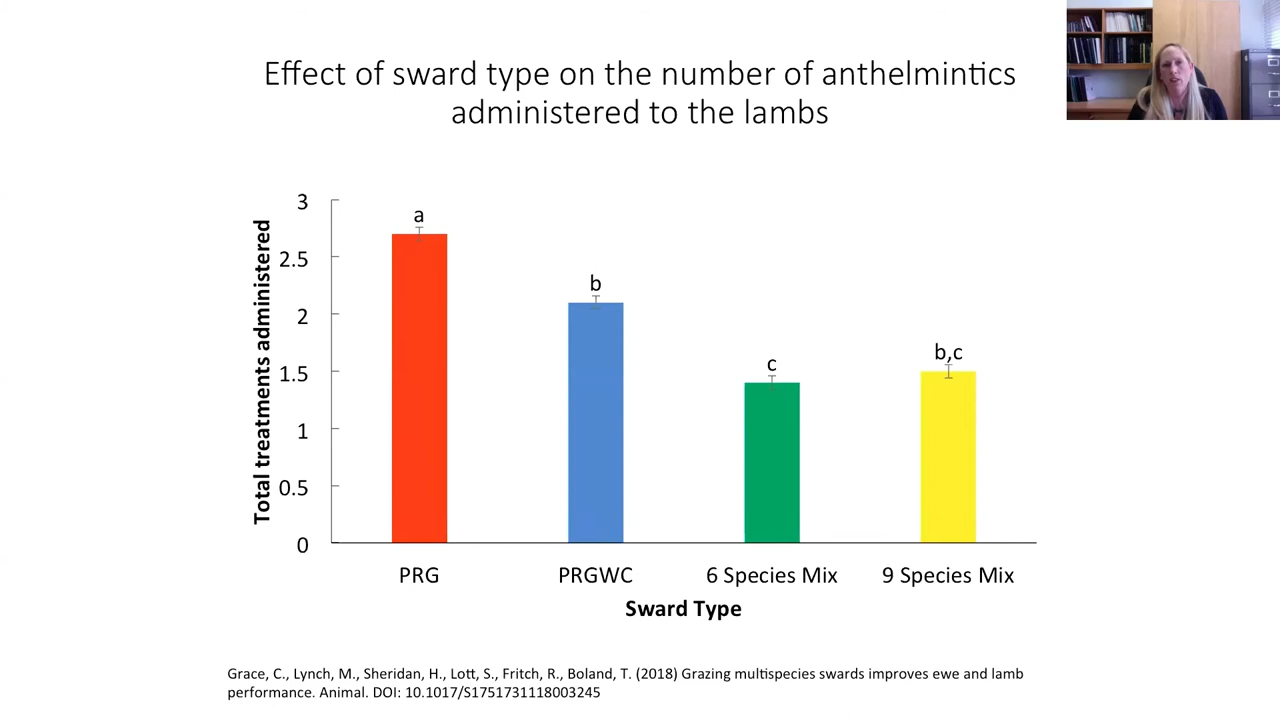 Effect of sward type on the number of anthelmintics
administered to the lambs
Total treatments administered
3
2.5
2
1.5
1
0.5
0
a
b
c
b,c
PRG
PRGWC
6 Species Mix
9 Species Mix
Sward Type
Grace, C., Lynch, M., Sheridan, H., Lott, S., Fritch, R., Boland, T. (2018) Grazing multispecies swards improves ewe and lamb
performance. Animal. DOI: 10.1017/S1751731118003245